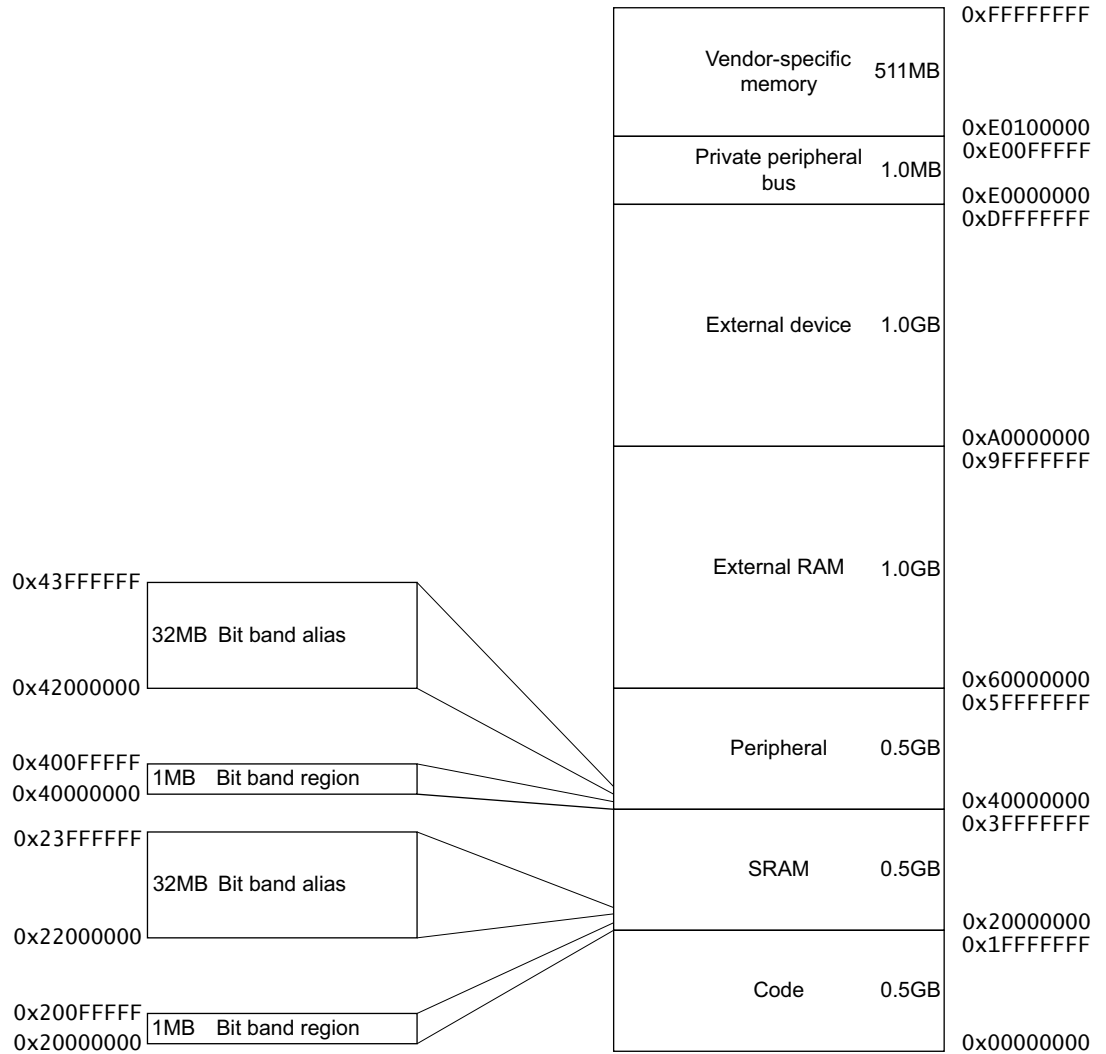 0xFFFFFFFF
Vendor-specific
memory
511MB
0xE0100000
0xE00FFFFF
Private peripheral
bus
1.0MB
0xE0000000
0xDFFFFFFF
External device 1.0GB
0xA0000000
0x9FFFFFFF
External RAM 1.0GB
0x60000000
0x5FFFFFFF
Peripheral 0.5GB
0x40000000
0x3FFFFFFF
SRAM 0.5GB
0x20000000
0x1FFFFFFF
Code 0.5GB
0x00000000
0x43FFFFFF
32MB Bit band alias
0x42000000
0x400FFFFF
1MB Bit band region
0x40000000
0x23FFFFFF
32MB Bit band alias
0x22000000
0x200FFFFF
1MB Bit band region
0x20000000